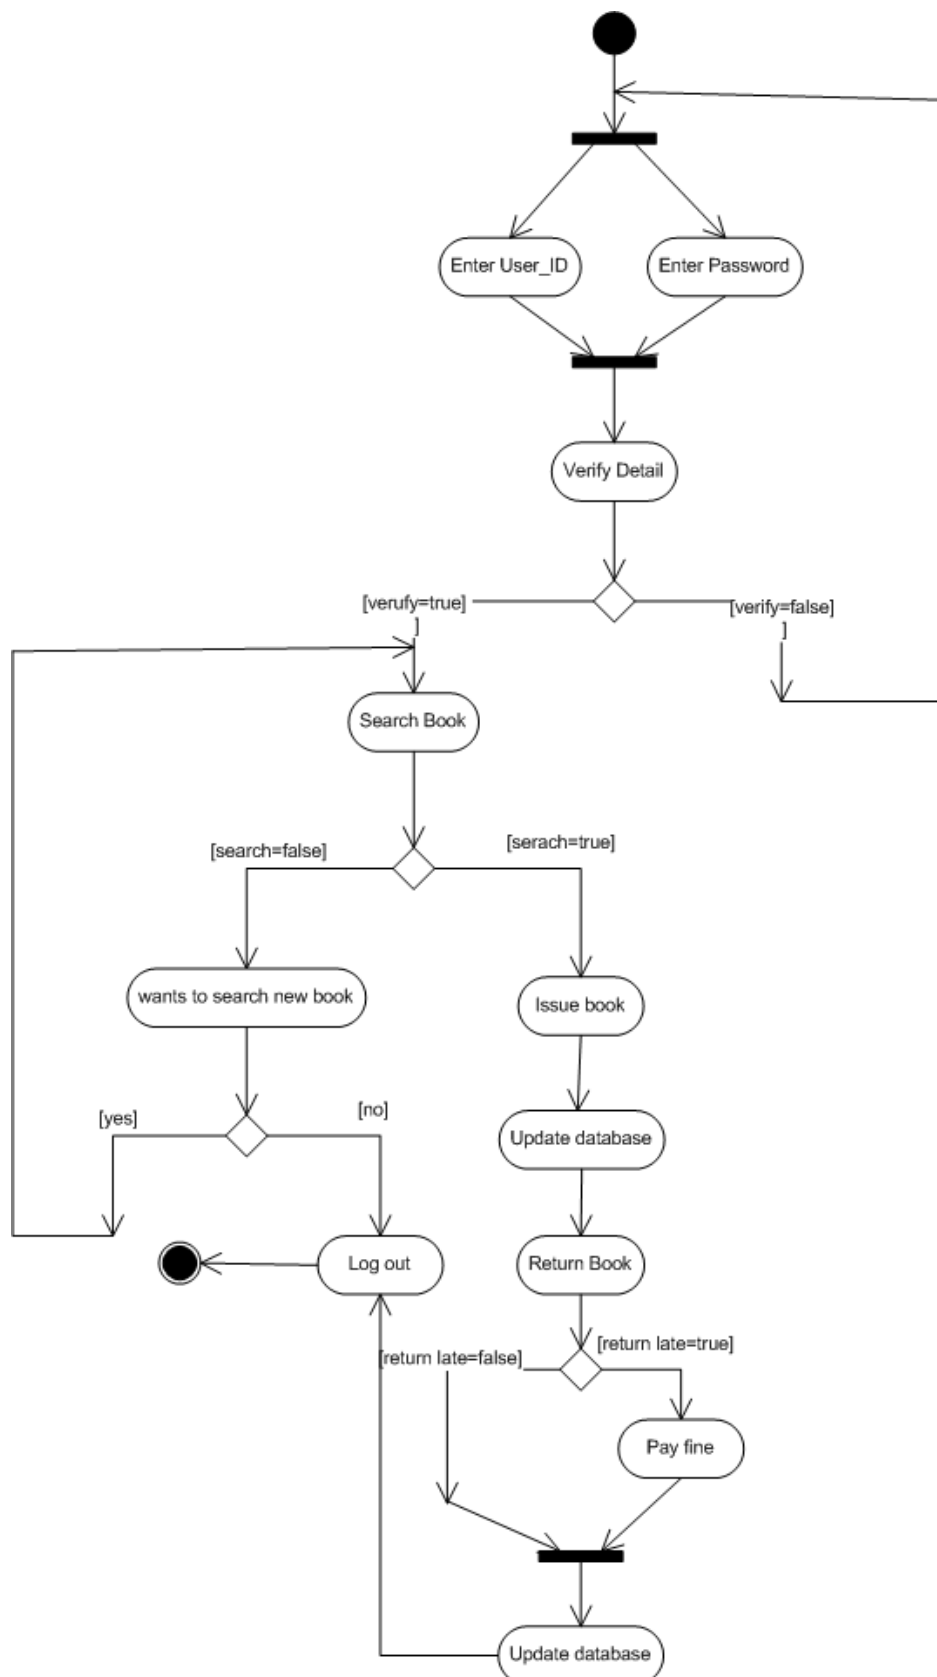 Enter User_ID
Enter Password
Verify Detail
[verufy=true]
]
[verify=false]
]
Search Book
[search=false]
[serach=true]
wants to search new book
Issue book
[yes]
[no]
Update database
Log out
Return Book
[return late=false]
[return late=true]
Pay fine
Update database